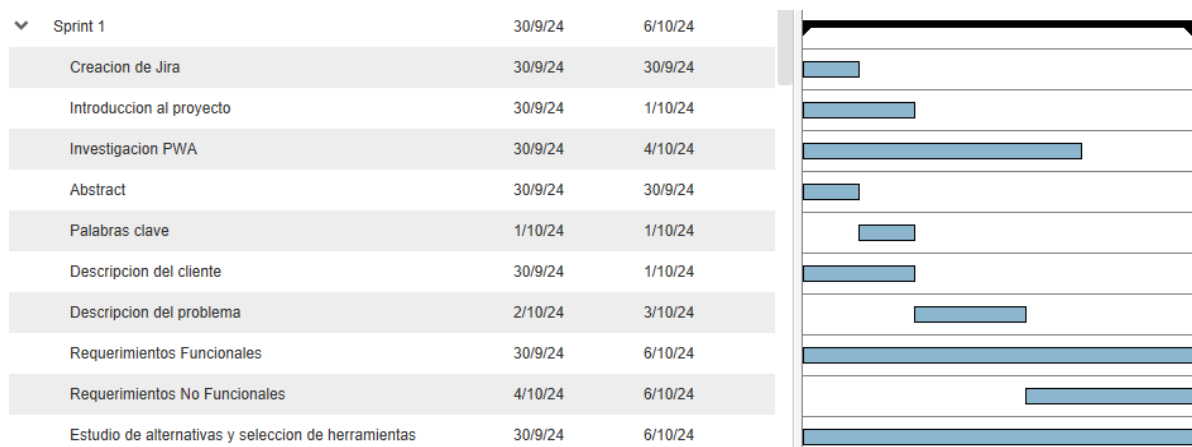 Sprint 1 30/9/24 6/10/24
Creacion de Jira 30/9/24 30/9/24
Introduccion al proyecto 30/9/24 1/10/24
Investigacion PWA 30/9/24 4/10/24
Abstract 30/9/24 30/9/24
Palabras clave 1/10/24 1/10/24
Descripcion del cliente 30/9/24 1/10/24
Descripcion del problema 2/10/24 3/10/24
Requerimientos Funcionales 30/9/24 6/10/24
Requerimientos No Funcionales 4/10/24 6/10/24
Estudio de alternativas y seleccion de herramientas 30/9/24 6/10/24